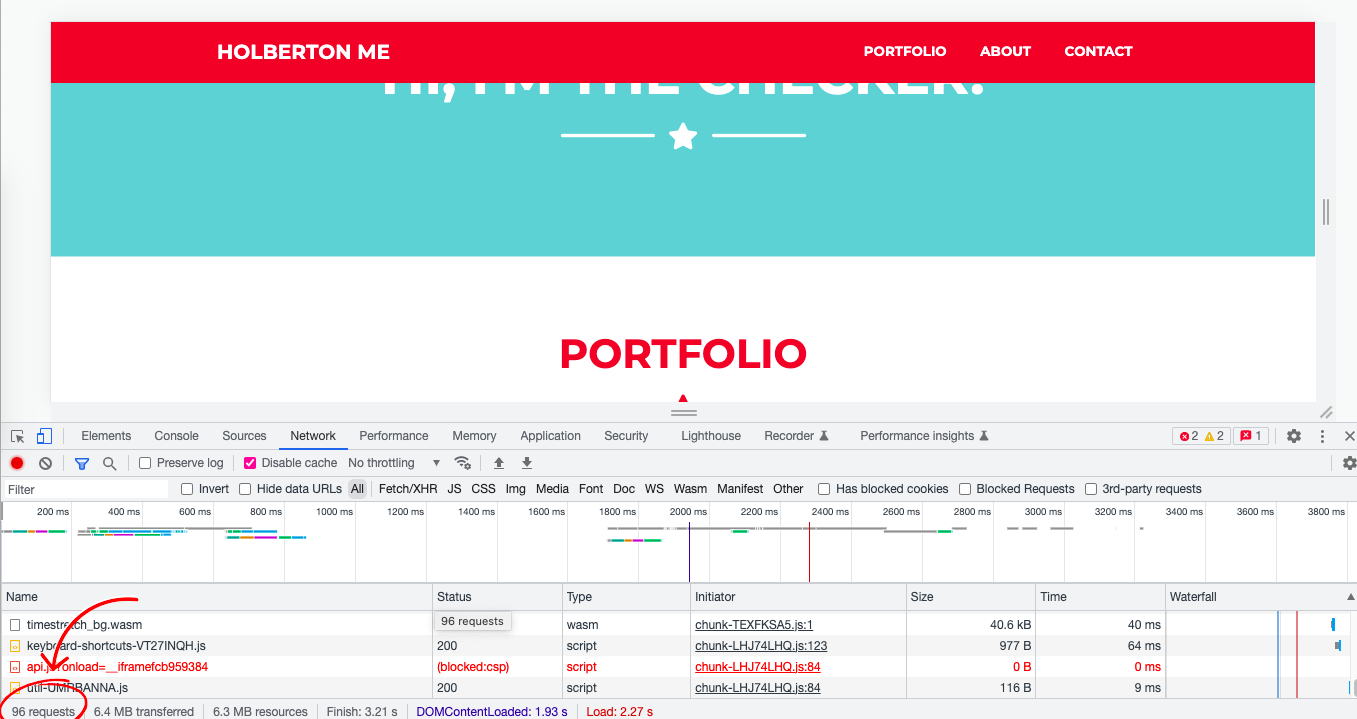 HOLBERTON ME PORTFOLIO ABOUT CONTACT
HI, I'M THE CHECKER!
PORTFOLIO
Elements Console Sources Network Performance Memory Application Security Lighthouse Recorder Performance insights 2 2 1
Preserve log Disable cache No throttling
Filter Invert Hide data URLs All Fetch/XHR JS CSS Img Media Font Doc WS Wasm Manifest Other Has blocked cookies Blocked Requests 3rd-party requests
200 ms 400 ms 600 ms 800 ms 1000 ms 1200 ms 1400 ms 1600 ms 1800 ms 2000 ms 2200 ms 2400 ms 2600 ms 2800 ms 3000 ms 3200 ms 3400 ms 3600 ms 3800 ms
Name Status Type Initiator Size Time Waterfall
timestretch_bg.wasm 96 requests wasm chunk-TEXFKSA5.js:1 40.6 kB 40 ms
keyboard-shortcuts-VT27INQH.js 200 script chunk-LHJ74LHQ.js:123 977 B 64 ms
api.js?onload=__iframefcb959384 (blocked:csp) script chunk-LHJ74LHQ.js:84 0 B 0 ms
util-UMRBANNA.js 200 script chunk-LHJ74LHQ.js:84 116 B 9 ms
96 requests 6.4 MB transferred 6.3 MB resources Finish: 3.21 s DOMContentLoaded: 1.93 s Load: 2.27 s